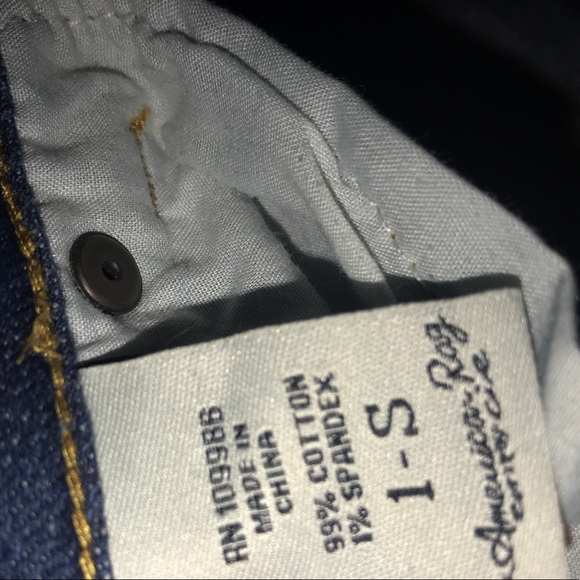 American Rag
1-S
99% COTTON
1% SPANDEX
MADE IN
CHINA
RN 109986